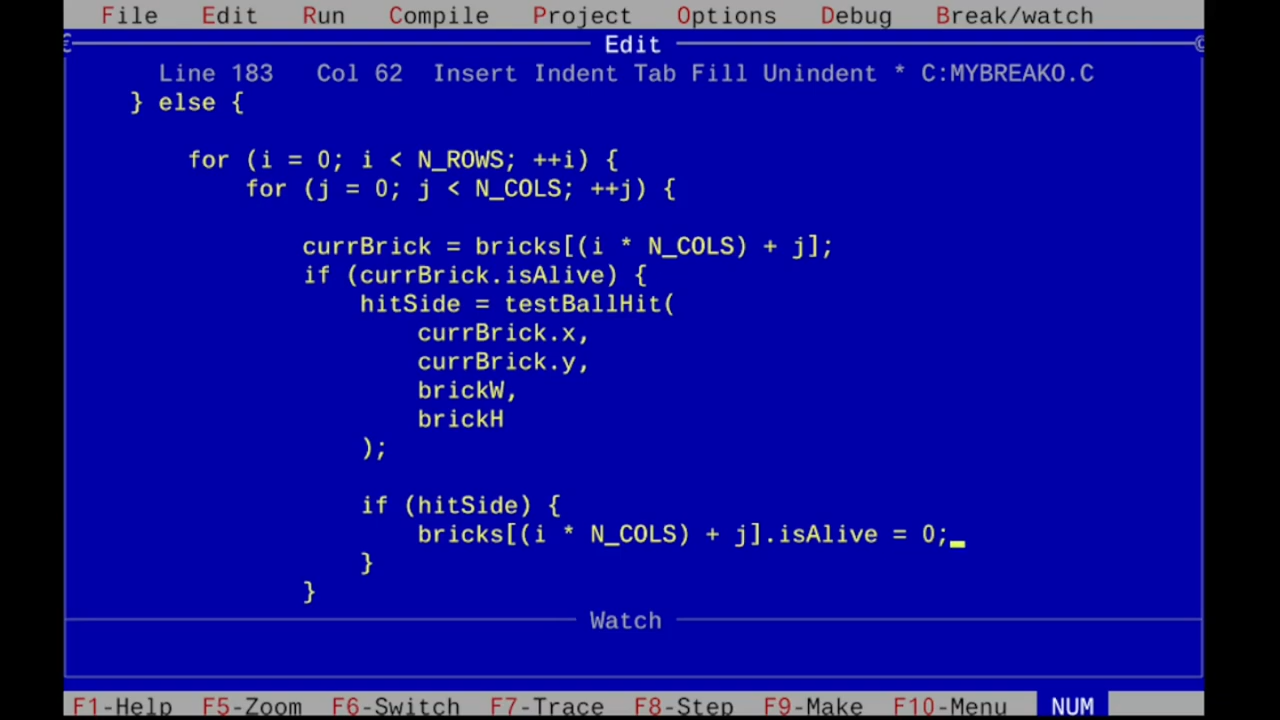 File Edit Run Compile Project Options Debug Break/watch
Edit
Line 183 Col 62 Insert Indent Tab Fill Unindent * C:MYBREAKO.C
} else {
for (i = 0; i < N_ROWS; ++i) {
for (j = 0; j < N_COLS; ++j) {
currBrick = bricks[(i * N_COLS) + j];
if (currBrick.isAlive) {
hitSide = testBallHit(
currBrick.x,
currBrick.y,
brickW,
brickH
);
if (hitSide) {
bricks[(i * N_COLS) + j].isAlive = 0;
}
}
Watch
F1-Help F5-Zoom F6-Switch F7-Trace F8-Step F9-Make F10-Menu NUM